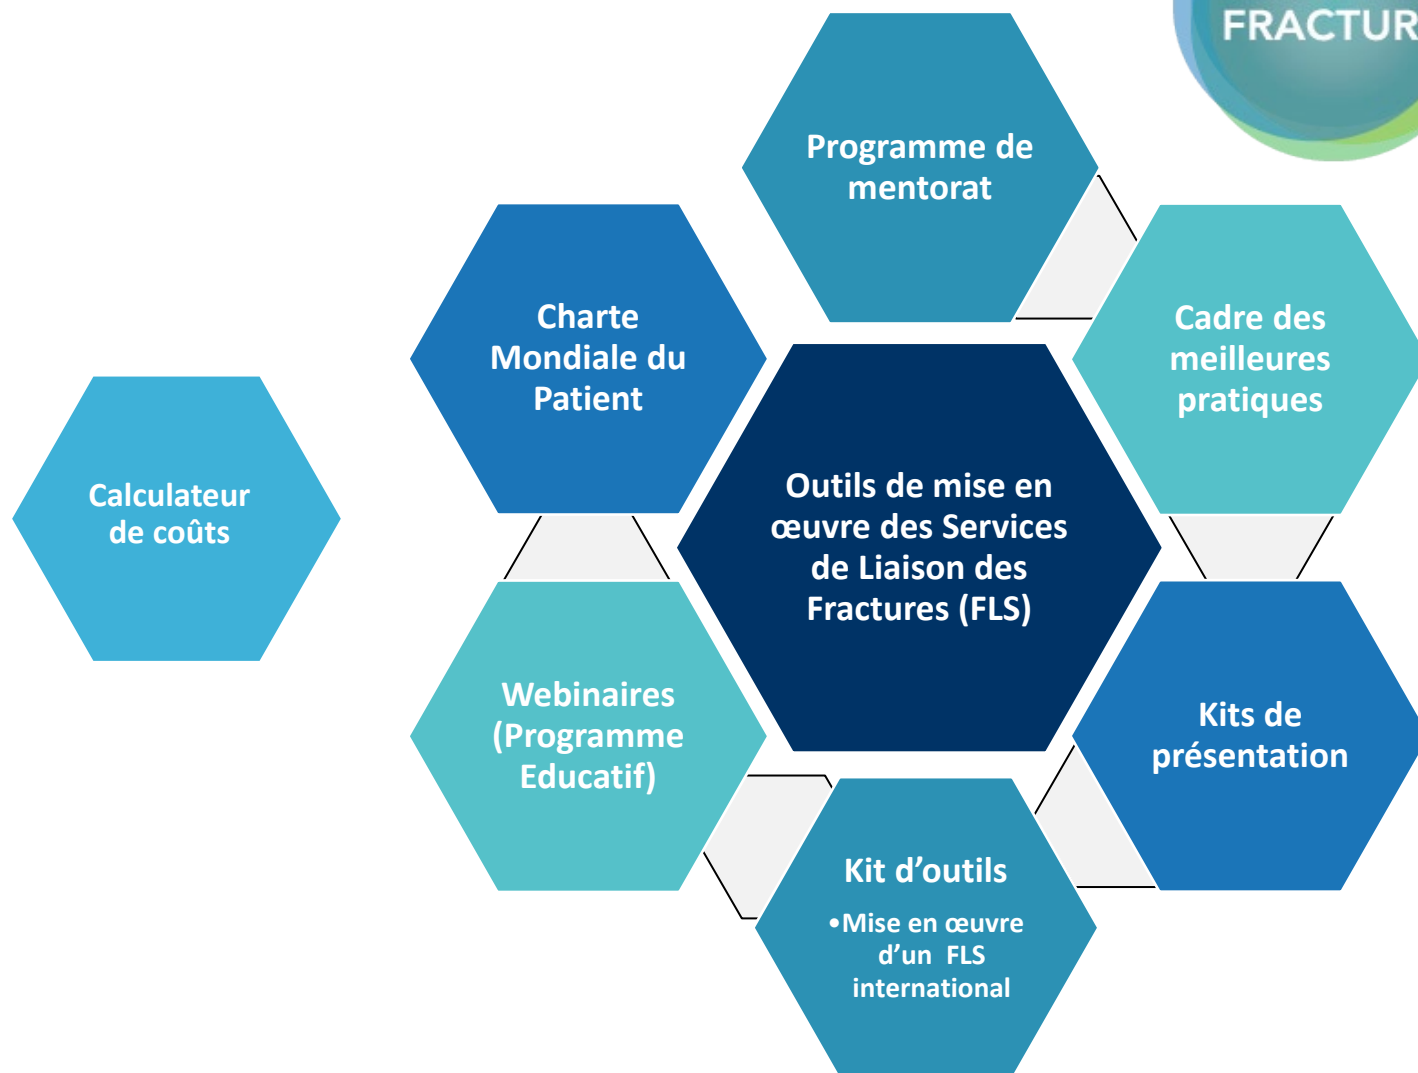 FRACTUR
Programme de
mentorat
Charte
Mondiale du
Patient
Cadre des
meilleures
pratiques
Calculateur
de coûts
Outils de mise en
œuvre des Services
de Liaison des
Fractures (FLS)
Webinaires
(Programme
Educatif)
Kits de
présentation
Kit d’outils
•Mise en œuvre
d’un FLS
international